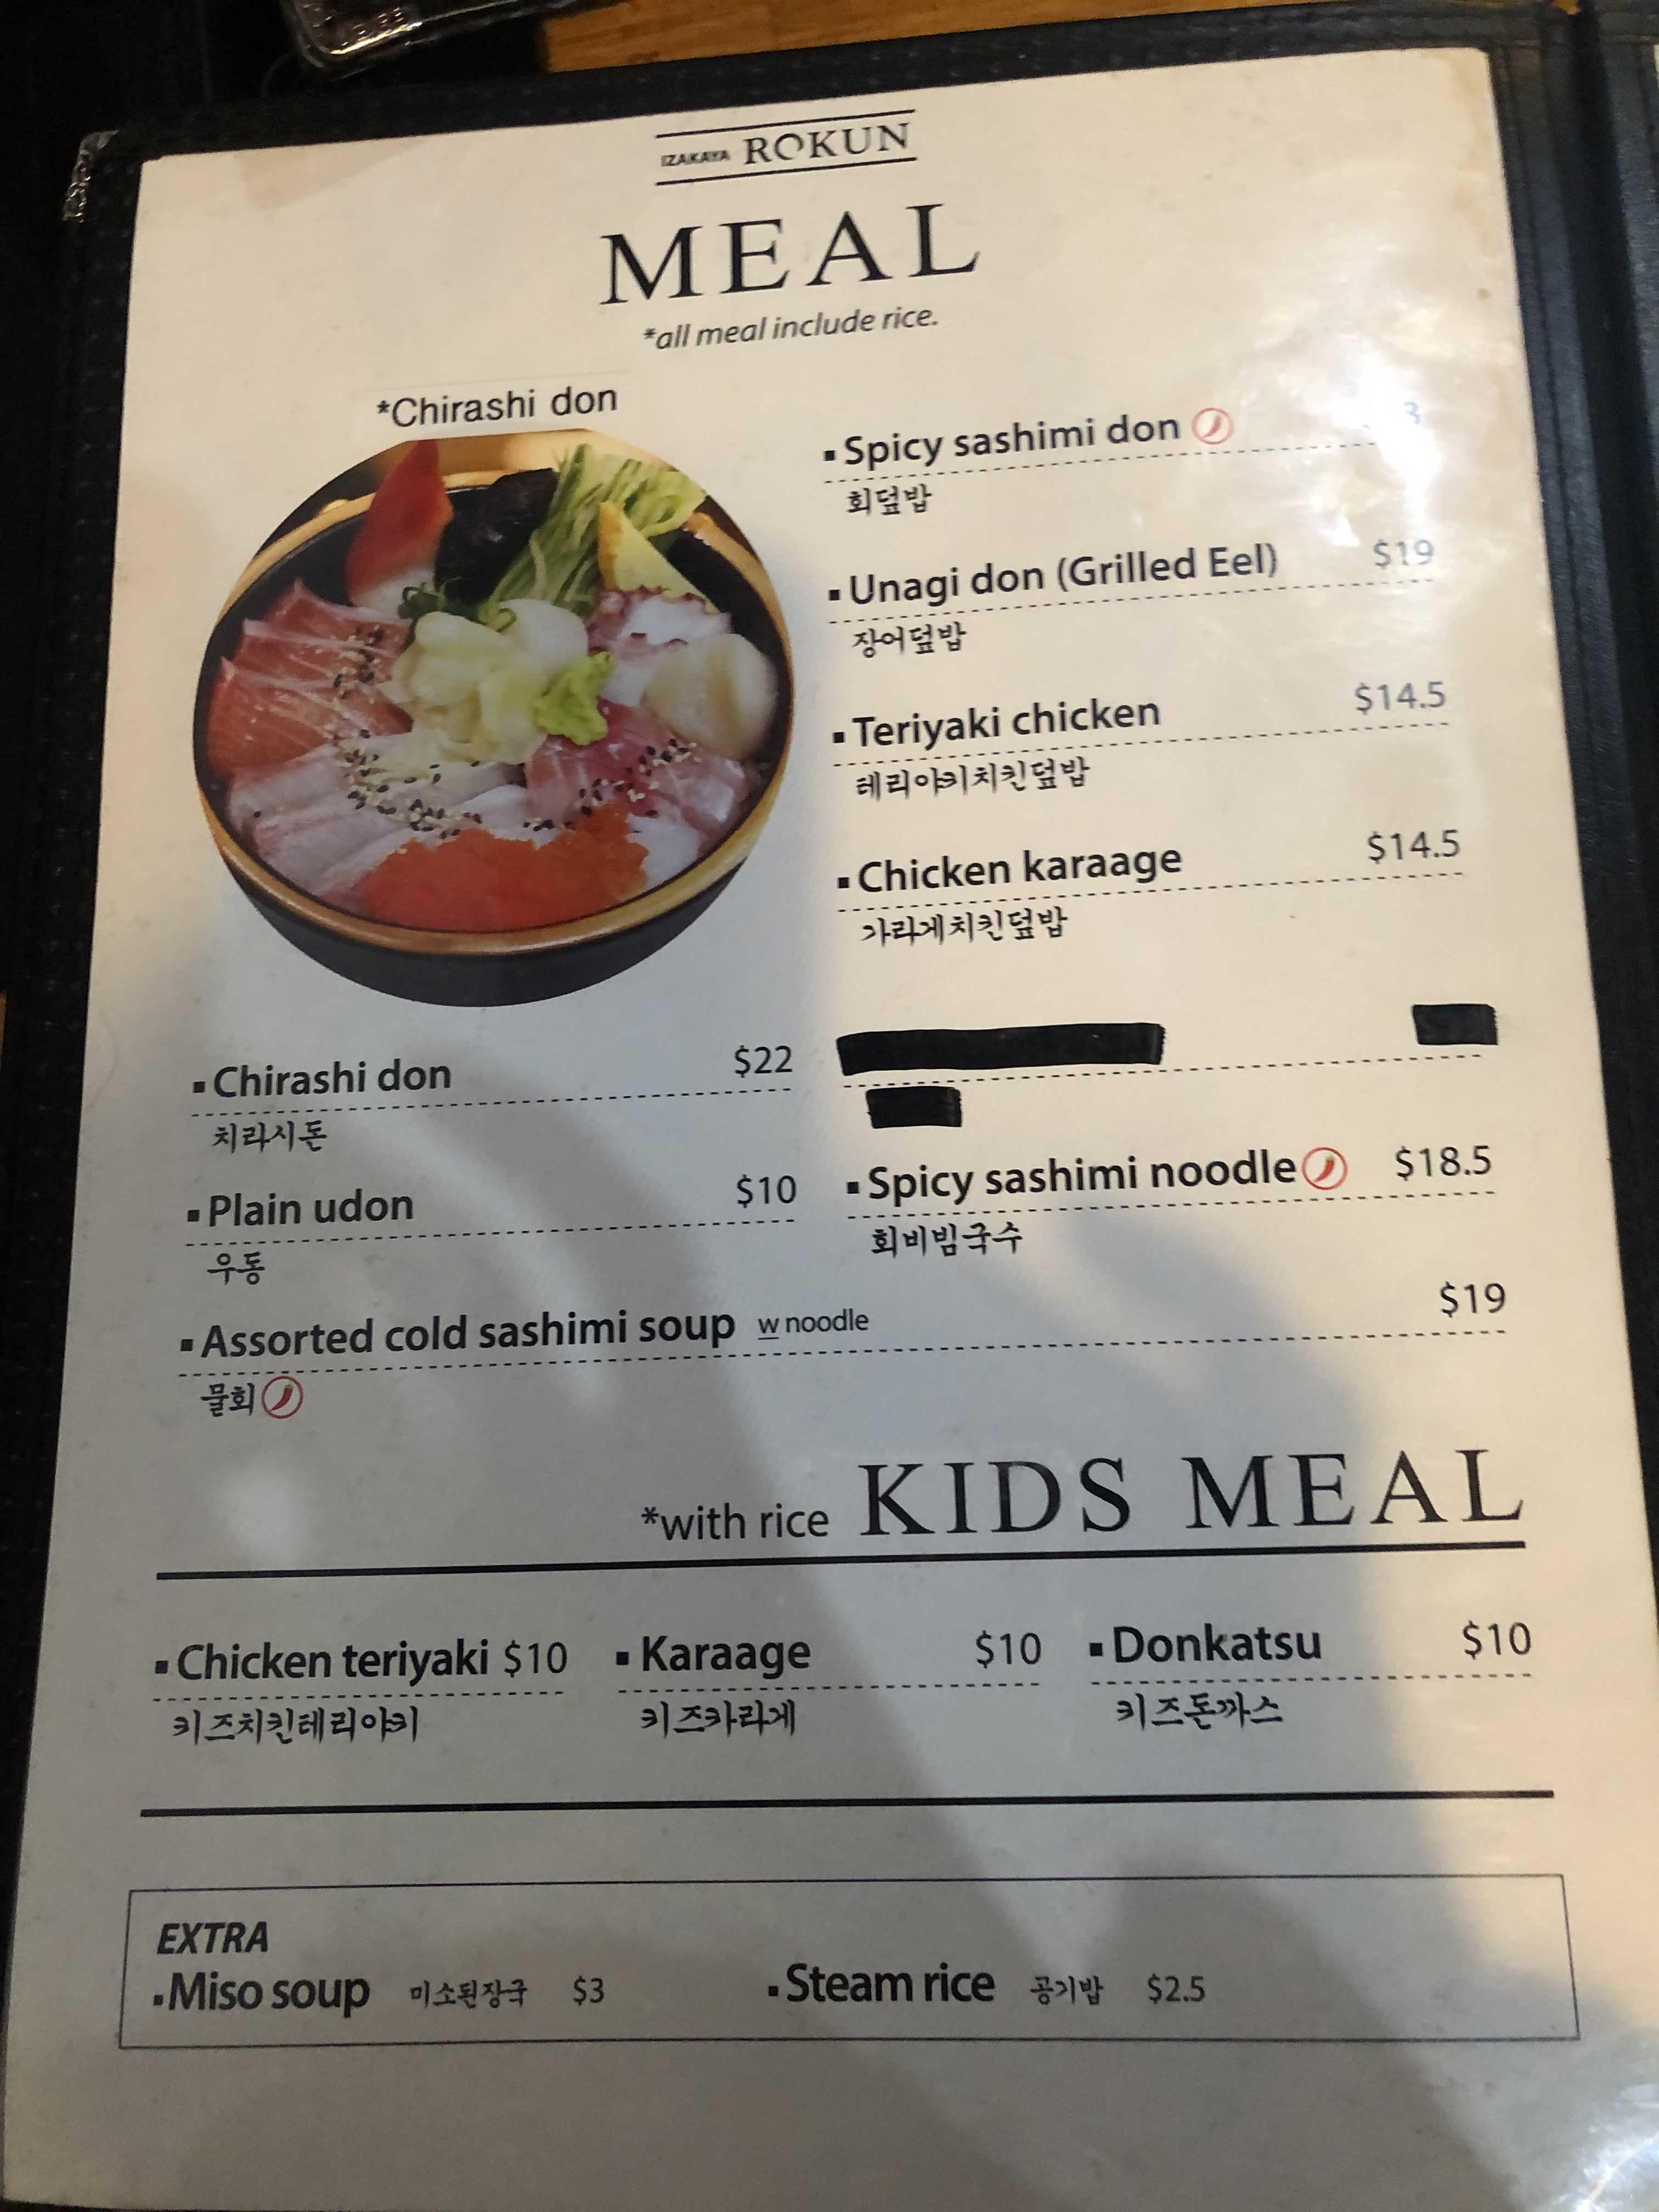 IZAKAYA ROKUN
MEAL
*all meal include rice.
*Chirashi don
▪ Chirashi don $22
치라시돈
▪ Plain udon $10
우동
▪ Spicy sashimi don
회덮밥
▪ Unagi don (Grilled Eel) $19
장어덮밥
▪ Teriyaki chicken $14.5
테리야키치킨덮밥
▪ Chicken karaage $14.5
가라게치킨덮밥
▪ Spicy sashimi noodle $18.5
회비빔국수
▪ Assorted cold sashimi soup w noodle $19
물회
*with rice KIDS MEAL
▪ Chicken teriyaki $10 ▪ Karaage $10 ▪ Donkatsu $10
키즈치킨테리야키 키즈카라게 키즈돈까스
EXTRA
▪ Miso soup 미소된장국 $3 ▪ Steam rice 공기밥 $2.5